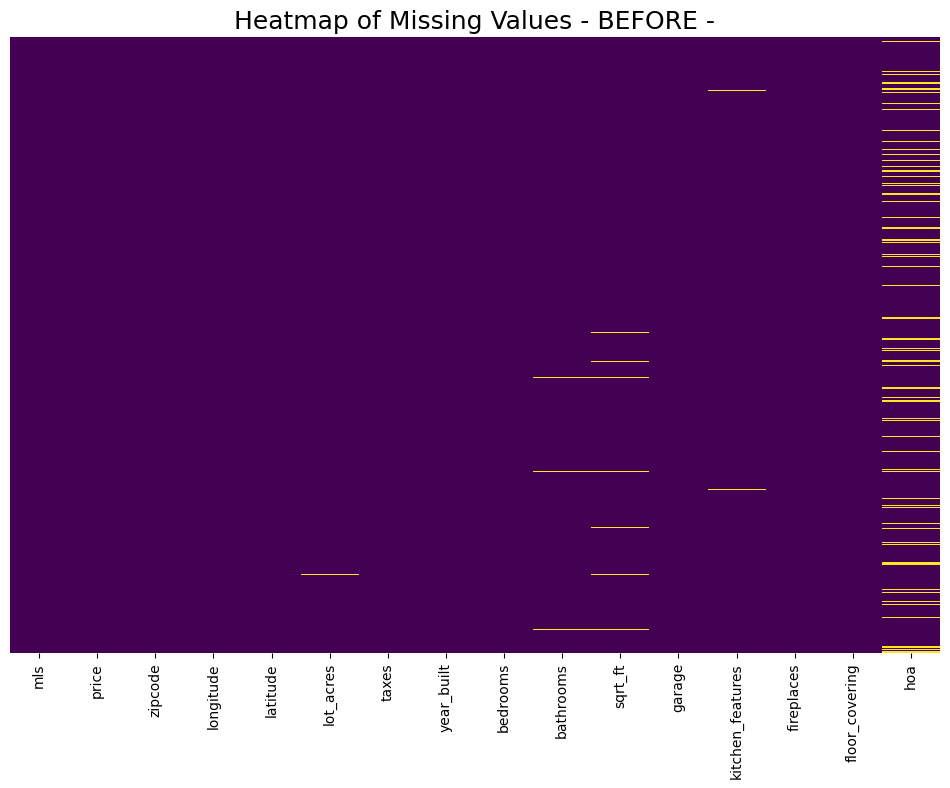 Heatmap of Missing Values - BEFORE -
mls
price
zipcode
longitude
latitude
lot_acres
taxes
year_built
bedrooms
bathrooms
sqrt_ft
garage
kitchen_features
fireplaces
floor_covering
hoa